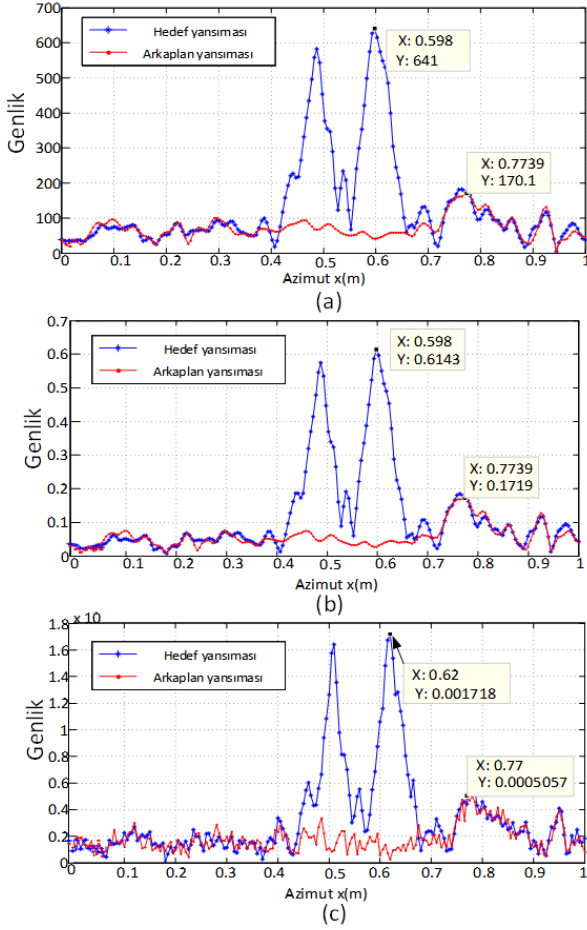 700
600
500
400
300
200
100
0
Genlik
Hedef yansıması
Arkaplan yansıması
X: 0.598
Y: 641
X: 0.7739
Y: 170.1
0 0.1 0.2 0.3 0.4 0.5 0.6 0.7 0.8 0.9 1
Azimut x(m)
(a)
0.7
0.6
0.5
0.4
0.3
0.2
0.1
0
Genlik
Hedef yansıması
Arkaplan yansıması
X: 0.598
Y: 0.6143
X: 0.7739
Y: 0.1719
0 0.1 0.2 0.3 0.4 0.5 0.6 0.7 0.8 0.9 1
Azimut x(m)
(b)
x 10
1.8
1.6
1.4
1.2
1
0.8
0.6
0.4
0.2
0
Genlik
Hedef yansıması
Arkaplan yansıması
X: 0.62
Y: 0.001718
X: 0.77
Y: 0.0005057
0 0.1 0.2 0.3 0.4 0.5 0.6 0.7 0.8 0.9 1
Azimut x(m)
(c)